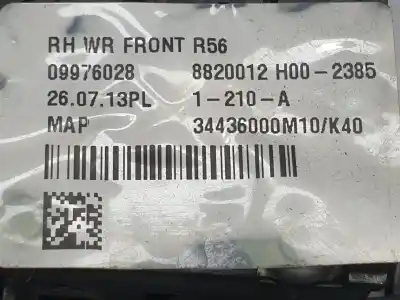 RH WR FRONT R56
09976028 8820012 H00-2385
26.07.13PL 1-210-A
MAP 34436000M10/K40